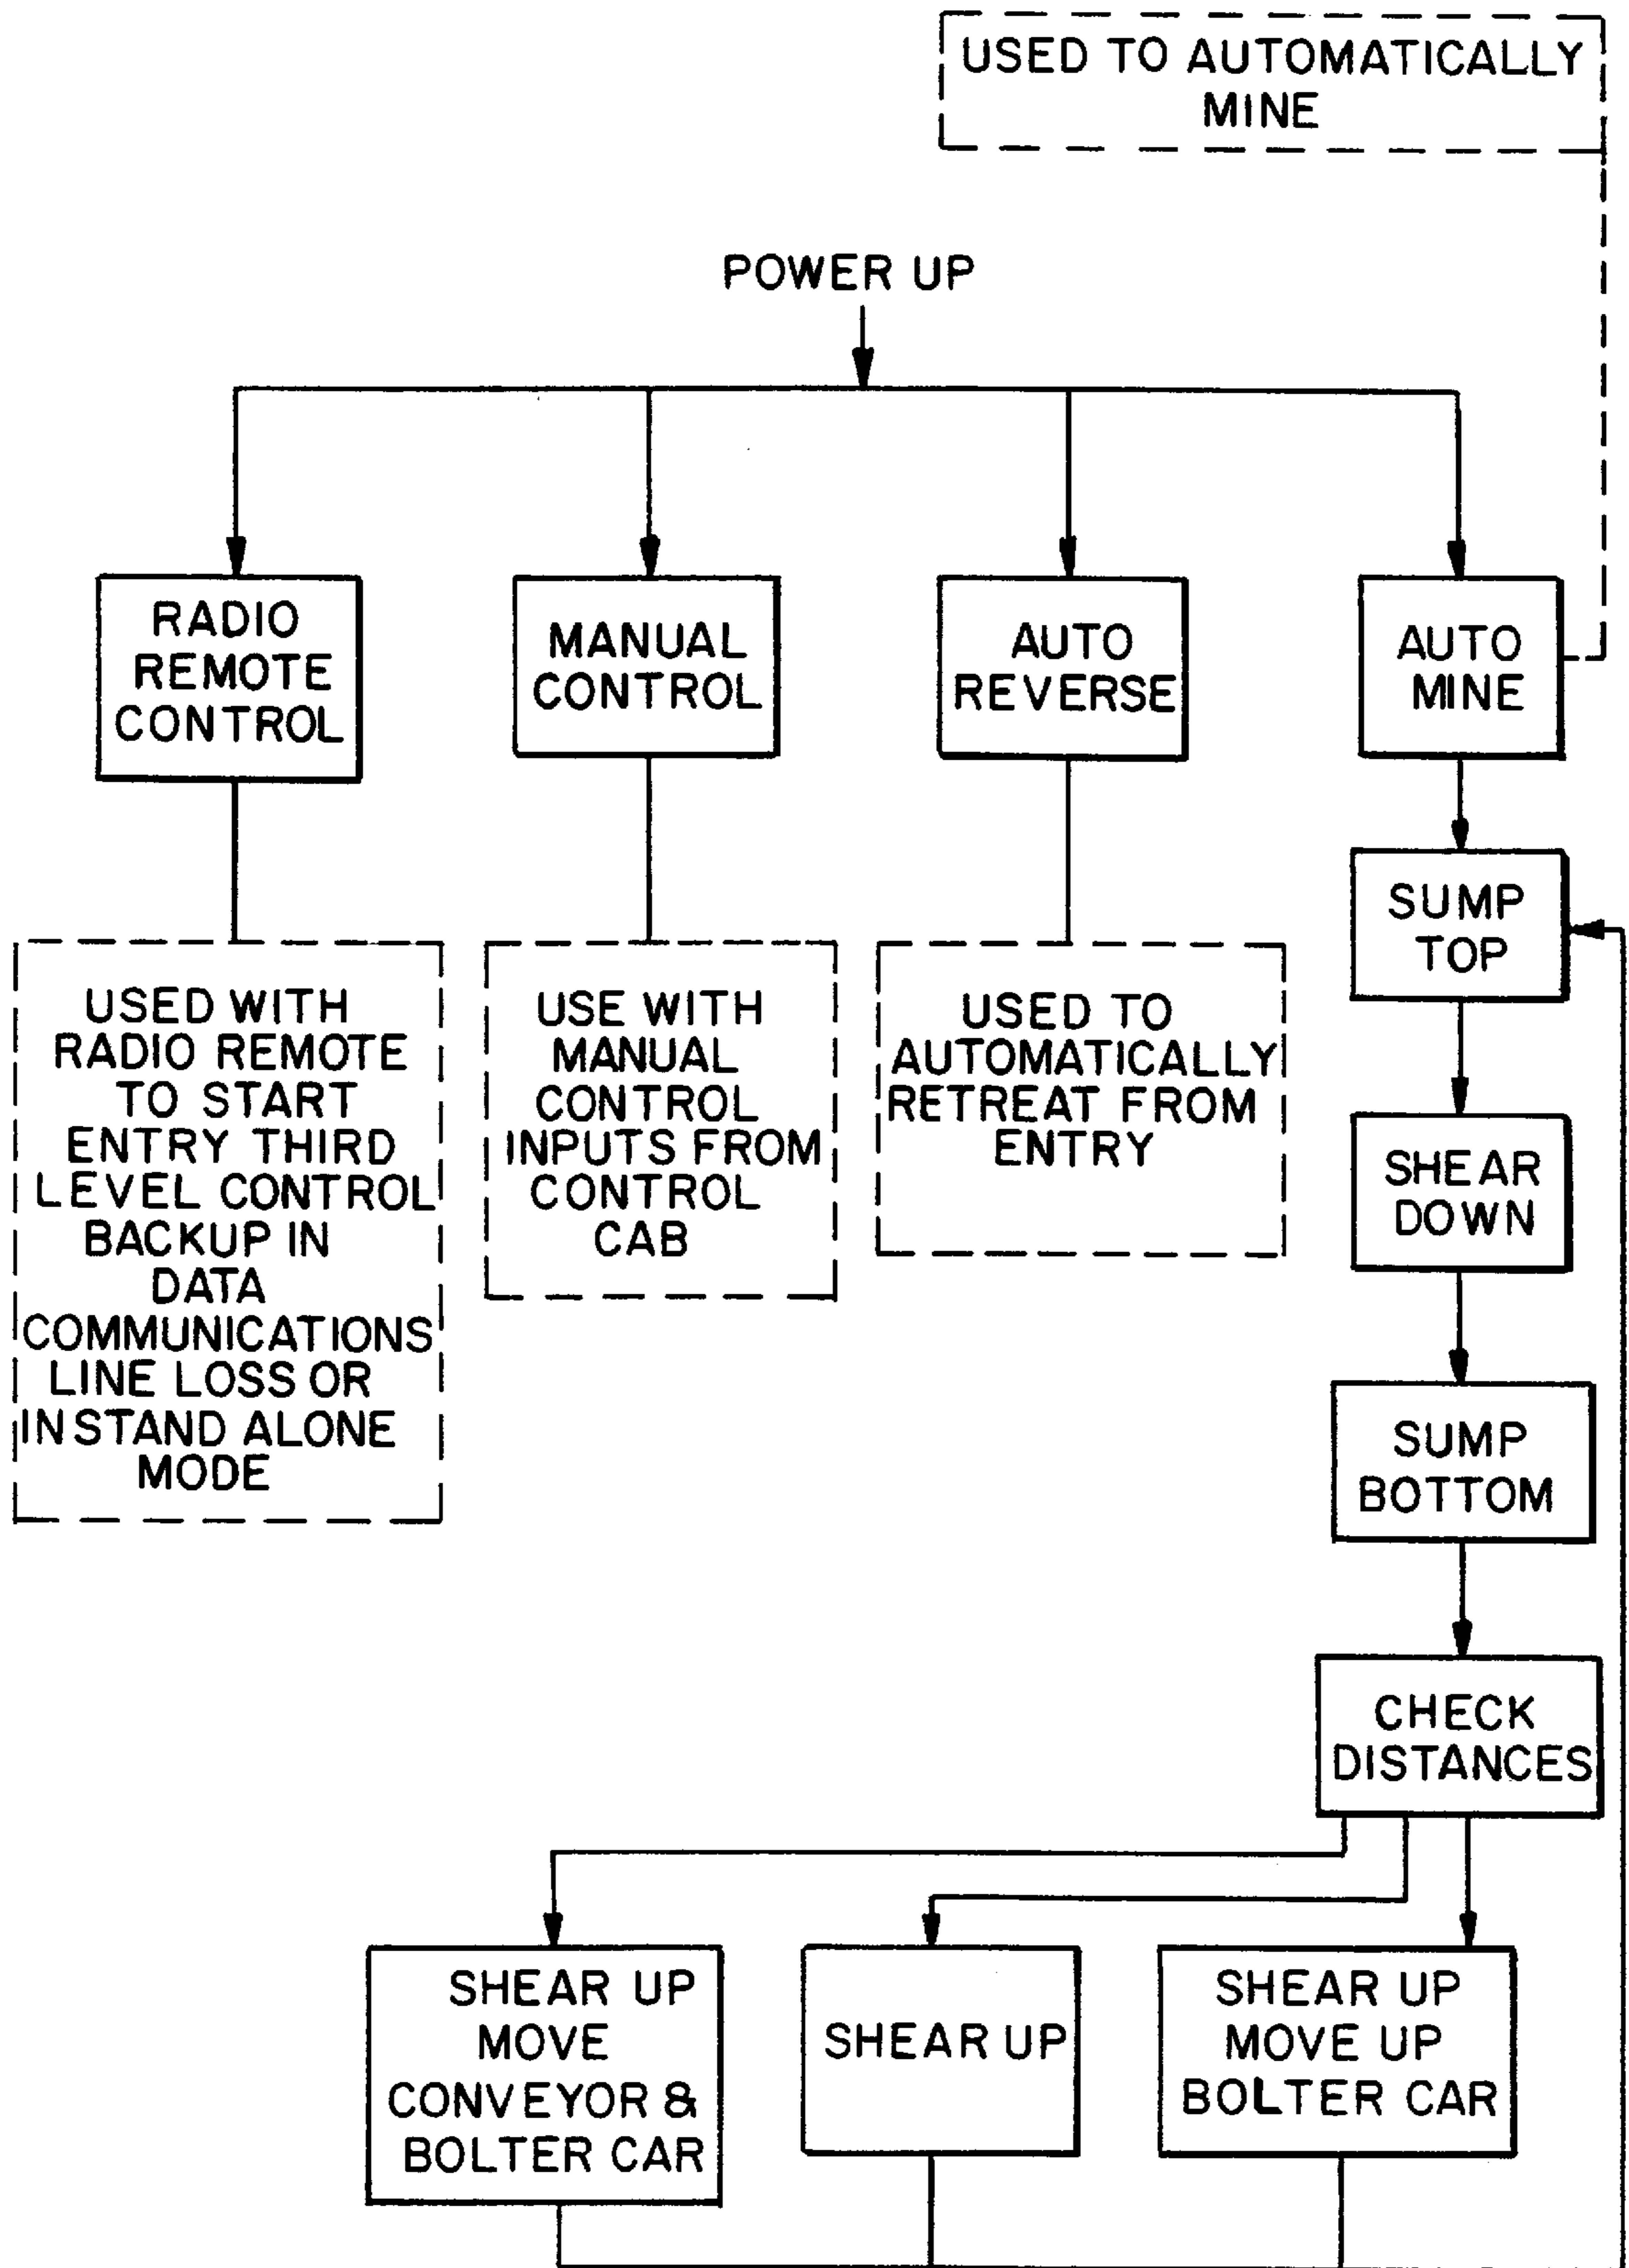 USED TO AUTOMATICALLY
MINE
POWER UP
RADIO
REMOTE
CONTROL
MANUAL
CONTROL
AUTO
REVERSE
AUTO
MINE
USED WITH
RADIO REMOTE
TO START
ENTRY THIRD
LEVEL CONTROL
BACKUP IN
DATA
COMMUNICATIONS
LINE LOSS OR
IN STAND ALONE
MODE
USE WITH
MANUAL
CONTROL
INPUTS FROM
CONTROL
CAB
USED TO
AUTOMATICALLY
RETREAT FROM
ENTRY
SUMP
TOP
SHEAR
DOWN
SUMP
BOTTOM
CHECK
DISTANCES
SHEAR UP
MOVE
CONVEYOR &
BOLTER CAR
SHEAR UP
SHEAR UP
MOVE UP
BOLTER CAR